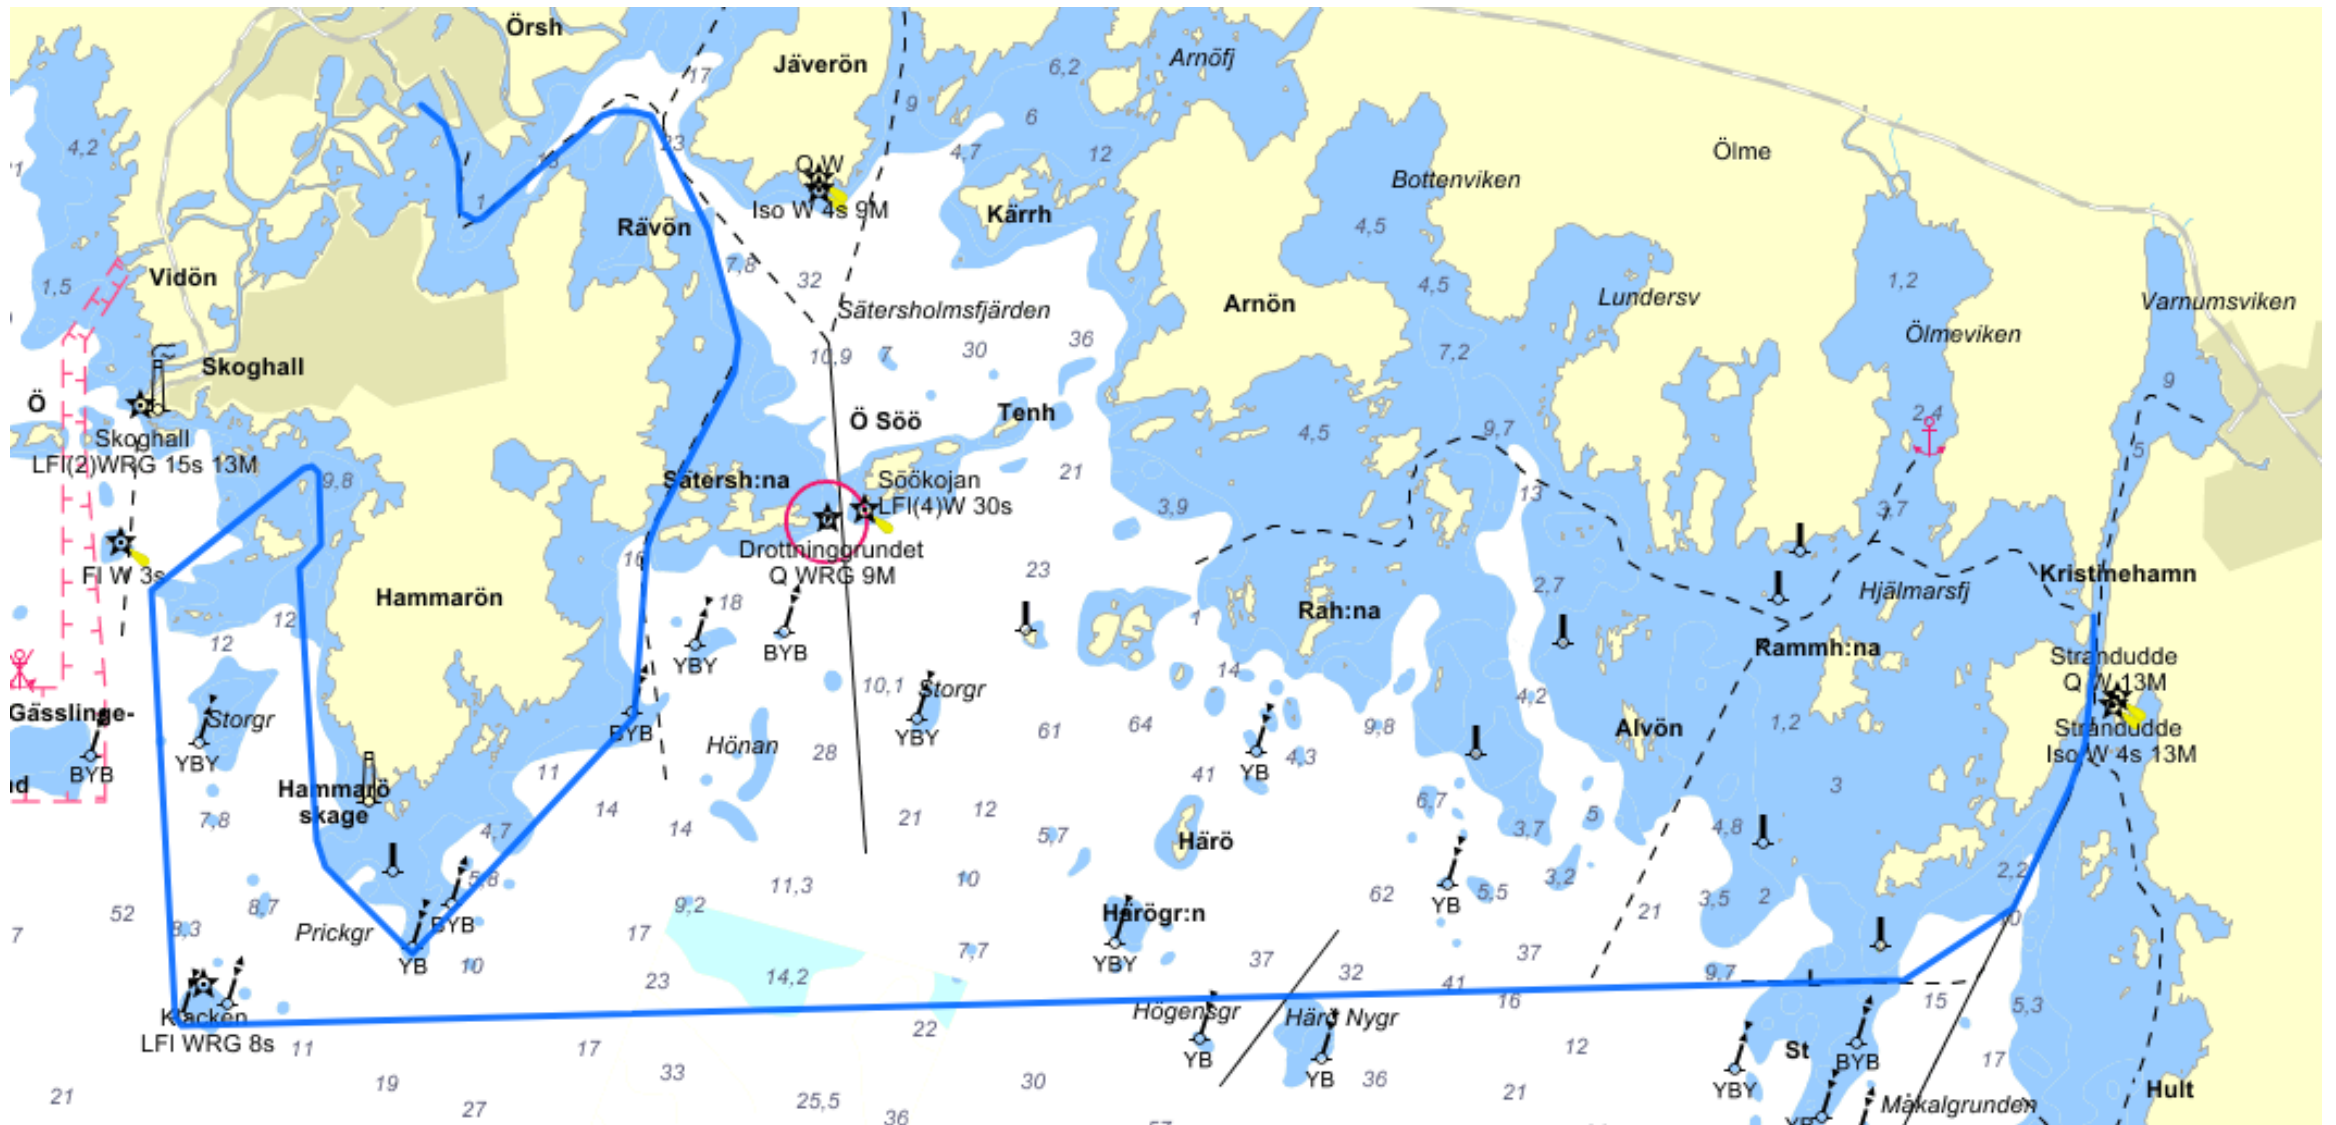 Örsh
Jäverön
Arnöfj
17
6,2
9
6
4,2
1
23
O W
4,7
12
Ölme
Bottenviken
Iso W 4s 9M
Kärrh
1
Rävön
4,5
7,8
32
Vidön
1,5
4,5
Lundersv
1,2
Varnumsviken
Arnön
Sätersholmsfjärden
36
Ölmeviken
10,9
7
30
7,2
Skoghall
9
Ö
Ö Söö
Tenh
2,4
Skoghall
LFl(2)WRG 15s 13M
4,5
9,7
5
9,8
Sätersh:na
Söökojan
LFl(4)W 30s
21
3,9
13
3,7
Drottninggrundet
Q WRG 9M
16
Fl W 3s
23
2,7
Hjälmarsfj
Kristinehamn
Hammarön
12
18
1
Rah:na
12
YBY
BYB
Rammh:na
14
Strandudde
Q W 13M
10,1
Storgr
4,2
Gässlinge-
Storgr
BYB
61
64
9,8
Alvön
1,2
Strandudde
Iso W 4s 13M
YBY
YBY
Hönan
28
4,3
BYB
11
41
YB
nd
Hammarö
skage
3
7,8
4,7
14
14
21
12
5,7
Härö
6,7
3,7
5
4,8
5,8
11,3
10
62
5,5
3,2
3,5
2
2,2
52
8,7
9,2
YB
8,3
BYB
Härögr:n
21
7
Prickgr
17
YB
10
7,7
YBY
37
32
37
23
14,2
41
9,7
Klacken
LFl WRG 8s
11
17
22
Högensgr
Härö Nygr
16
15
5,3
YB
YB
12
St
BYB
17
19
33
30
36
YBY
21
27
25,5
36
21
Måkalgrunden
Hult